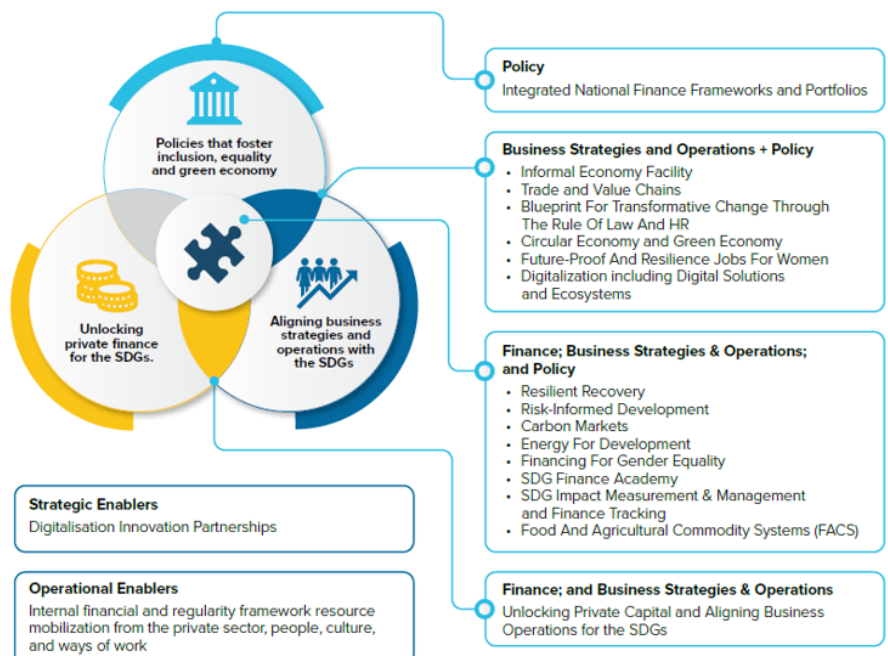 Policies that foster
inclusion, equality
and green economy
Unlocking
private finance
for the SDGs.
Aligning business
strategies and
operations with
the SDGs
Policy
Integrated National Finance Frameworks and Portfolios
Business Strategies and Operations + Policy
• Informal Economy Facility
• Trade and Value Chains
• Blueprint For Transformative Change Through
The Rule Of Law And HR
• Circular Economy and Green Economy
• Future-Proof And Resilience Jobs For Women
• Digitalization including Digital Solutions
and Ecosystems
Finance; Business Strategies & Operations;
and Policy
• Resilient Recovery
• Risk-Informed Development
• Carbon Markets
• Energy For Development
• Financing For Gender Equality
• SDG Finance Academy
• SDG Impact Measurement & Management
and Finance Tracking
• Food And Agricultural Commodity Systems (FACS)
Finance; and Business Strategies & Operations
Unlocking Private Capital and Aligning Business
Operations for the SDGs
Strategic Enablers
Digitalisation Innovation Partnerships
Operational Enablers
Internal financial and regularity framework resource
mobilization from the private sector, people, culture,
and ways of work